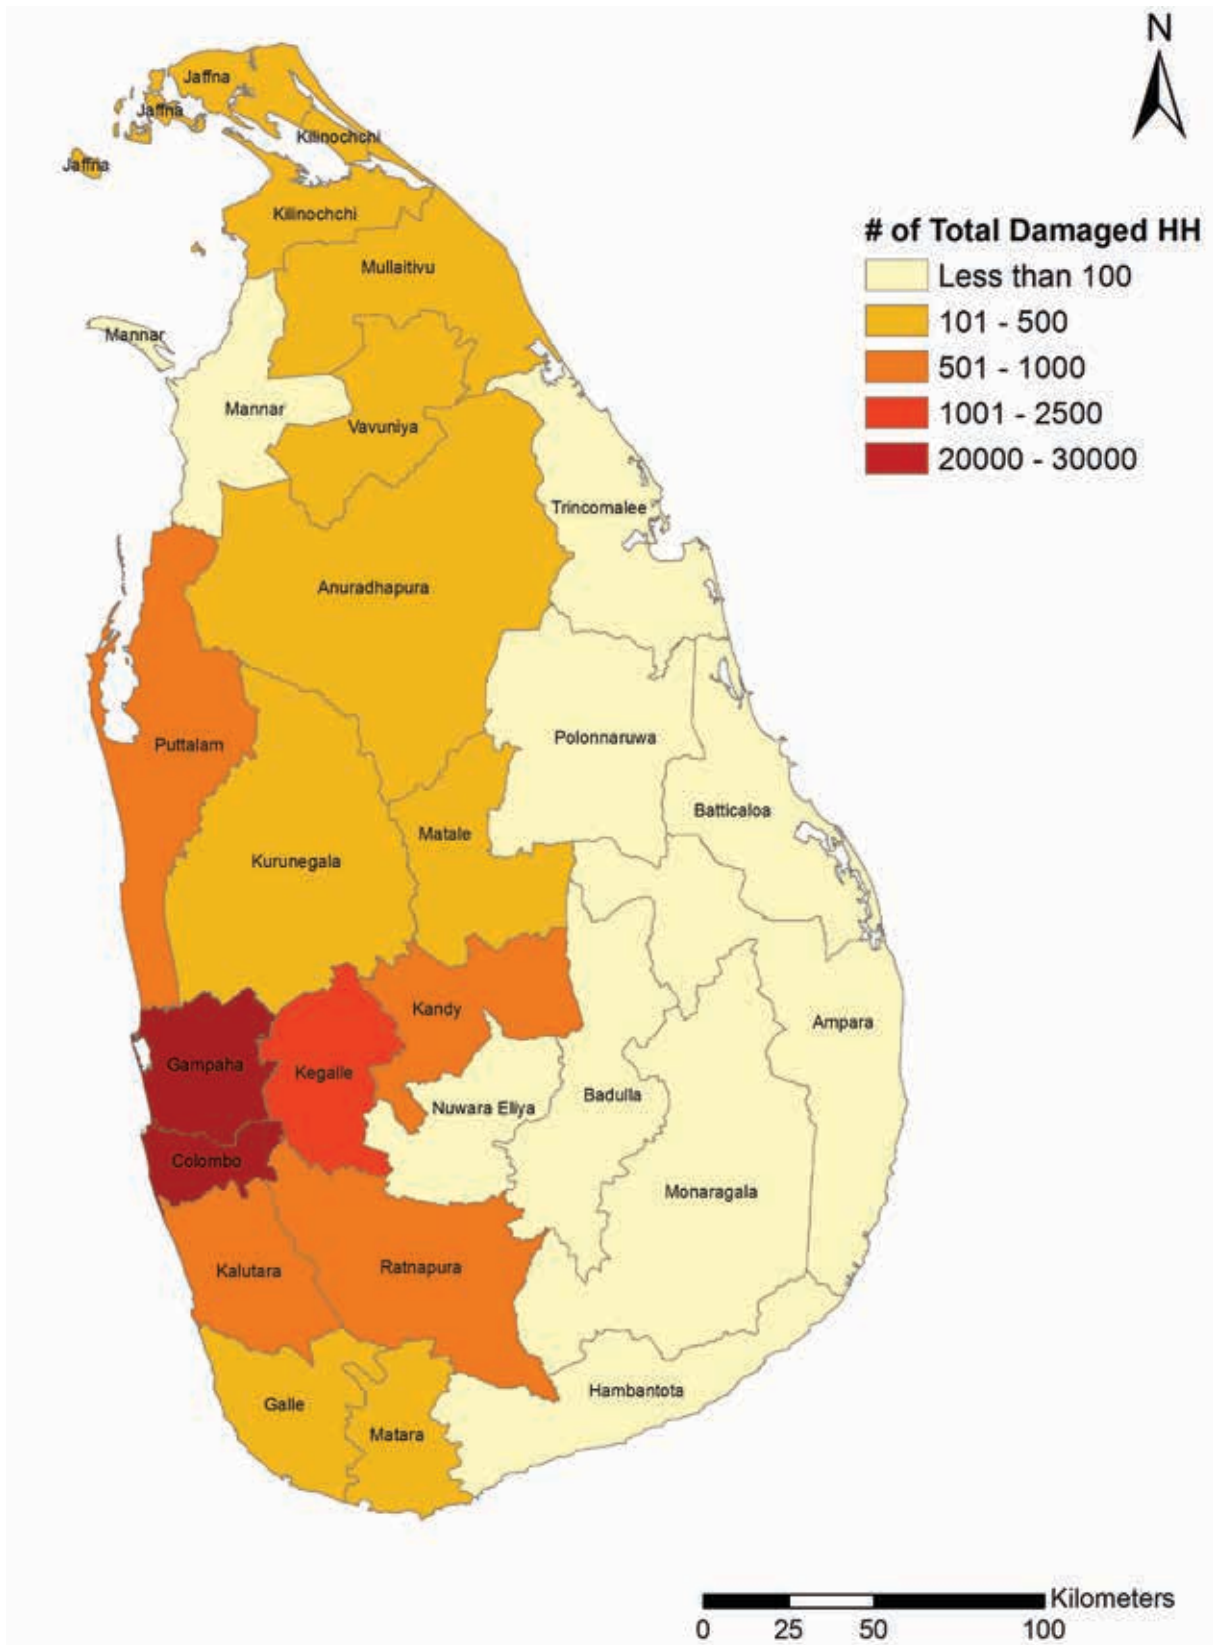 N
Jaffna
Jaffna
Kilinochchi
Jaffna
Kilinochchi
# of Total Damaged HH
Less than 100
101 - 500
501 - 1000
1001 - 2500
20000 - 30000
Mullaitivu
Mannar
Mannar
Vavuniya
Trincomalee
Anuradhapura
Puttalam
Polonnaruwa
Batticaloa
Matale
Kurunegala
Kandy
Ampara
Gampaha
Kegalle
Nuwara Eliya
Badulla
Colombo
Monaragala
Kalutara
Ratnapura
Hambantota
Galle
Matara
Kilometers
0 25 50 100